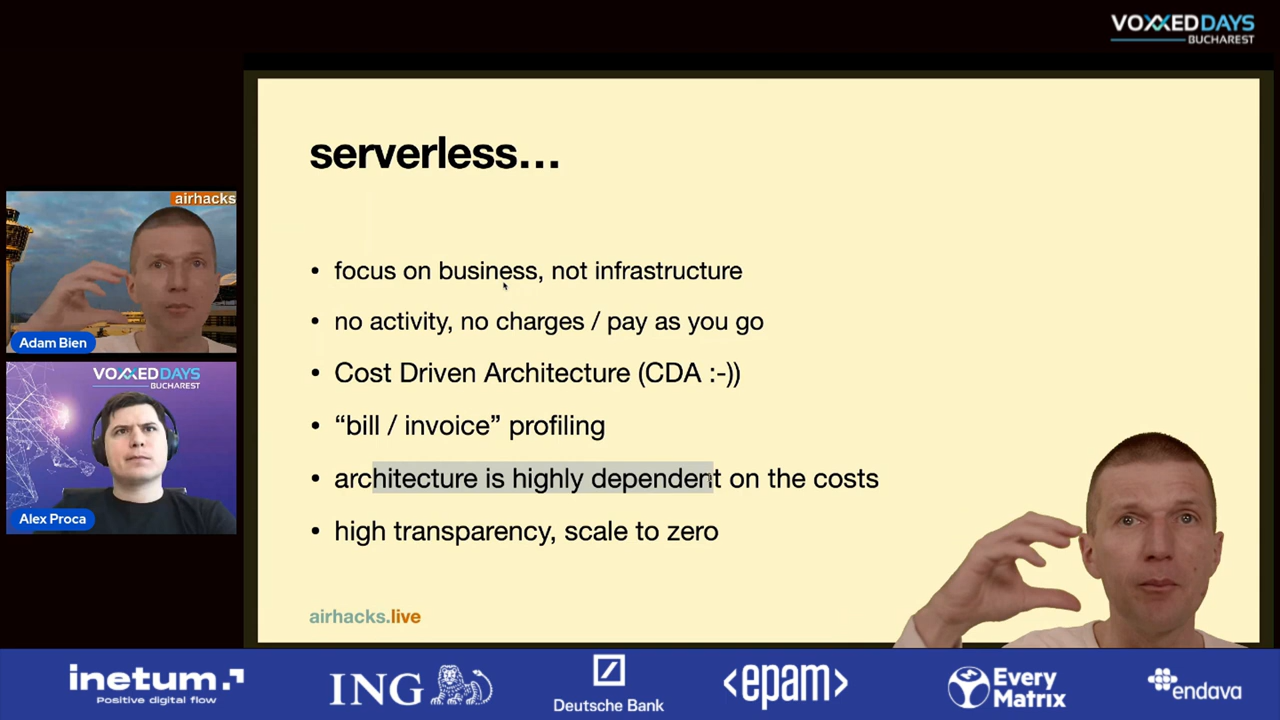 VOXXED DAYS
BUCHAREST
serverless...
• focus on business, not infrastructure
• no activity, no charges / pay as you go
• Cost Driven Architecture (CDA :-))
• “bill / invoice” profiling
• architecture is highly dependent on the costs
• high transparency, scale to zero
airhacks.live
airhacks
Adam Bien
VOXXED DAYS
BUCHAREST
Alex Proca
inetum.
Positive digital flow
ING
Deutsche Bank
<epam>
Every
Matrix
endava